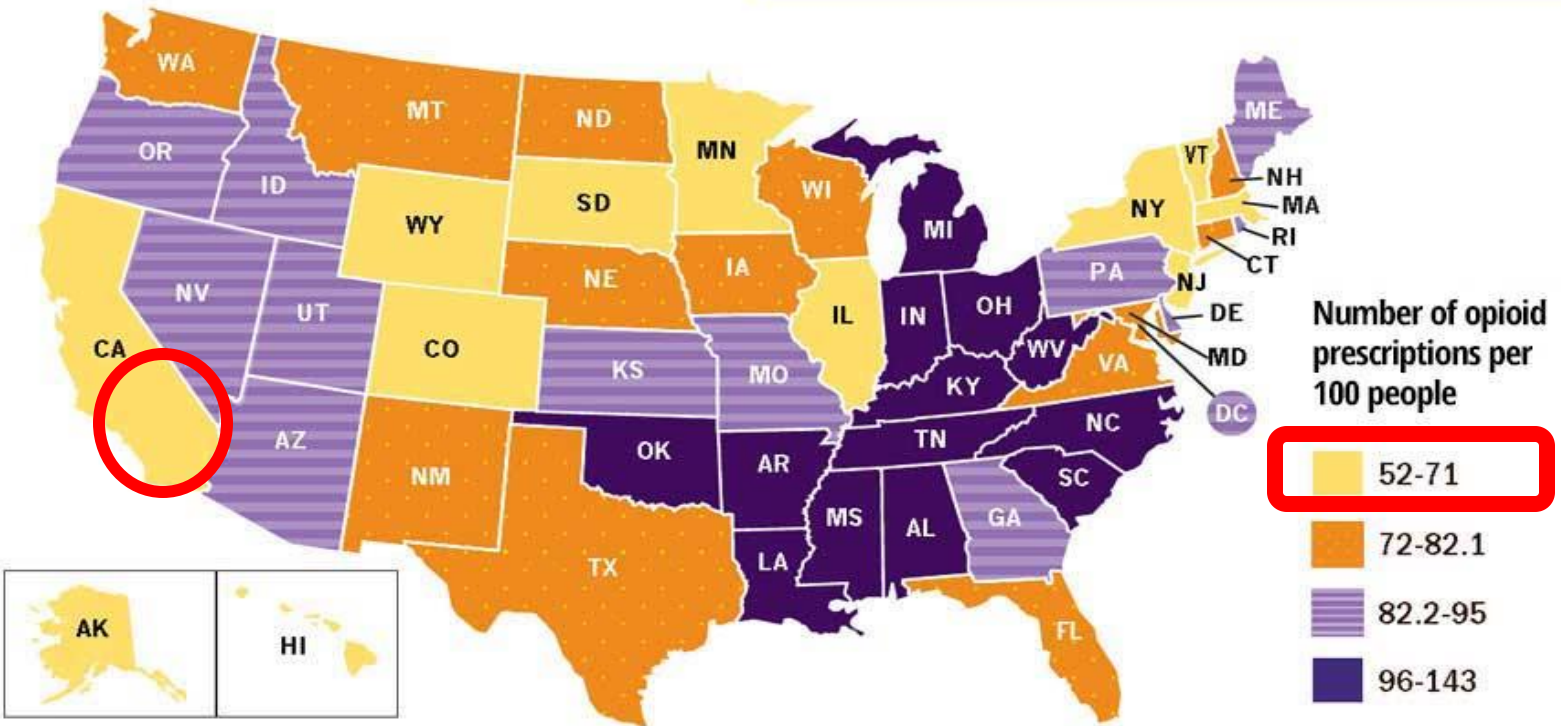 WA
MT
ND
MN
OR
ID
WY
SD
WI
MI
NY
VT
ME
NH
MA
RI
CT
NV
UT
CO
NE
IA
IL
IN
OH
PA
NJ
DE
MD
DC
CA
AZ
NM
KS
MO
KY
WV
VA
OK
AR
TN
NC
SC
TX
LA
MS
AL
GA
FL
AK
HI
Number of opioid
prescriptions per
100 people
52-71
72-82.1
82.2-95
96-143